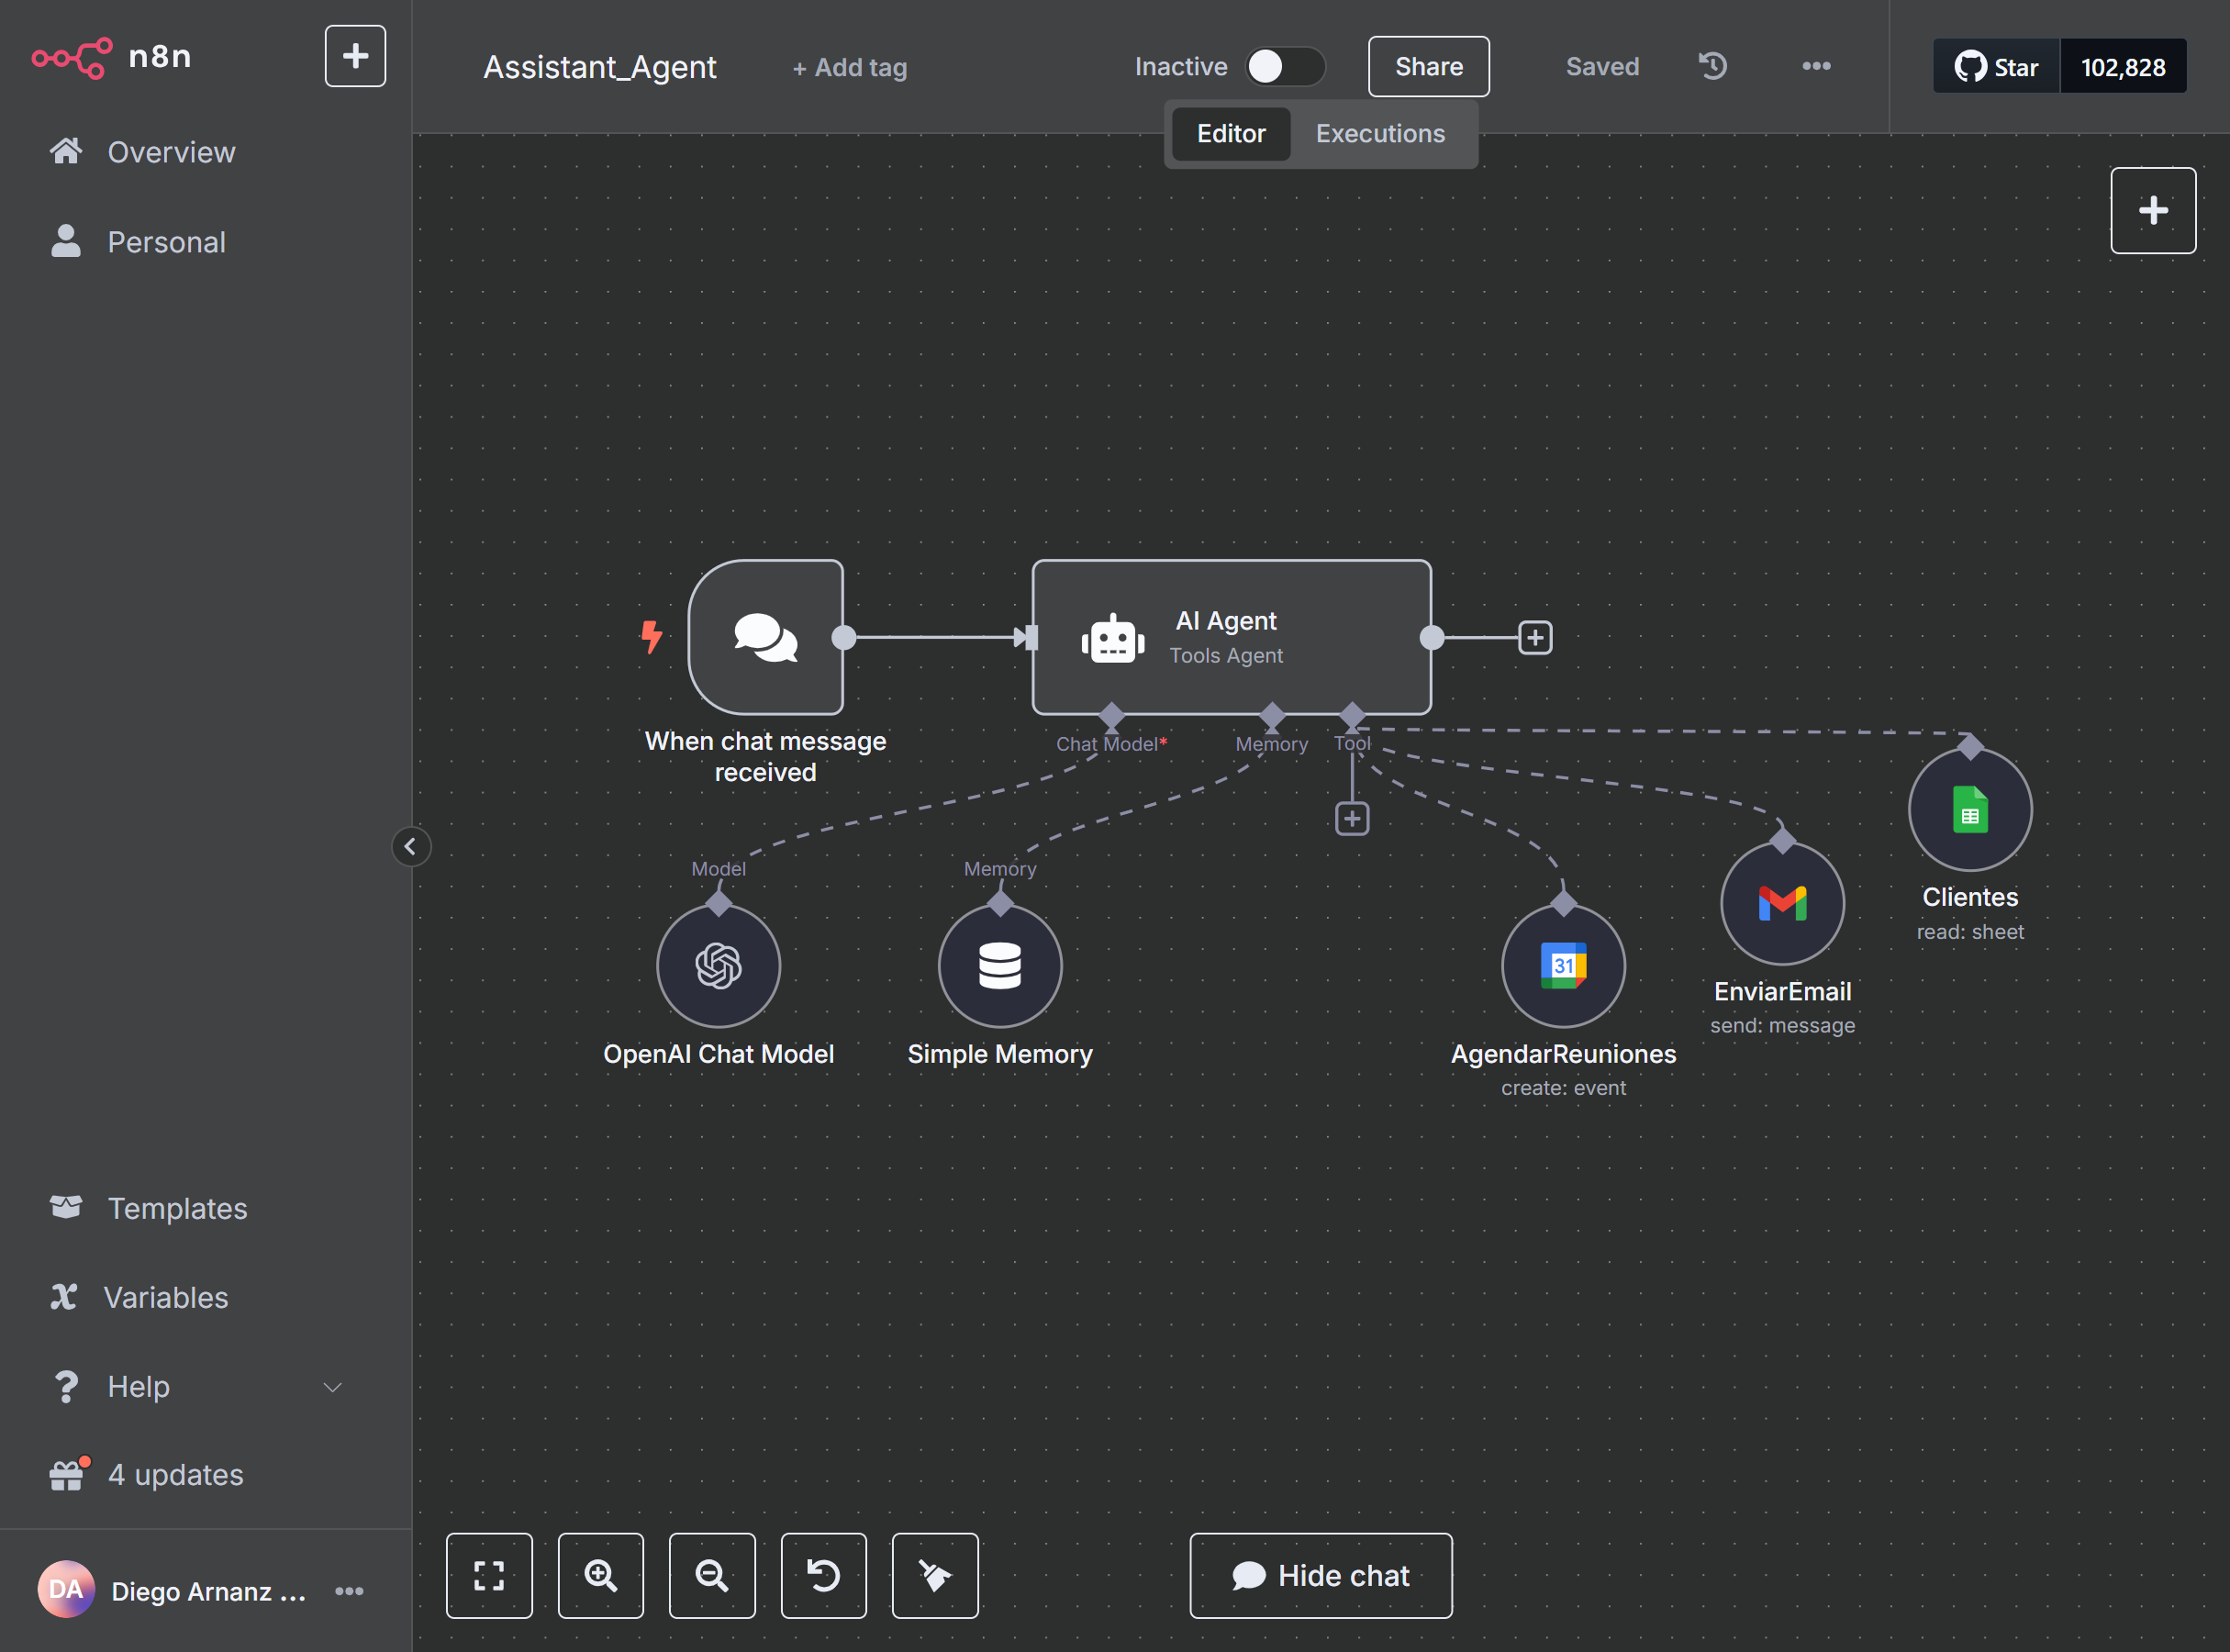 n8n
Overview
Personal
Templates
Variables
Help
4 updates
DA
Diego Arnanz ...
Assistant_Agent
+ Add tag
Inactive
Share
Saved
Star
102,828
Editor
Executions
When chat message
received
AI Agent
Tools Agent
Chat Model*
Memory
Tool
Model
Memory
OpenAI Chat Model
Simple Memory
31
AgendarReuniones
create: event
EnviarEmail
send: message
Clientes
read: sheet
Hide chat